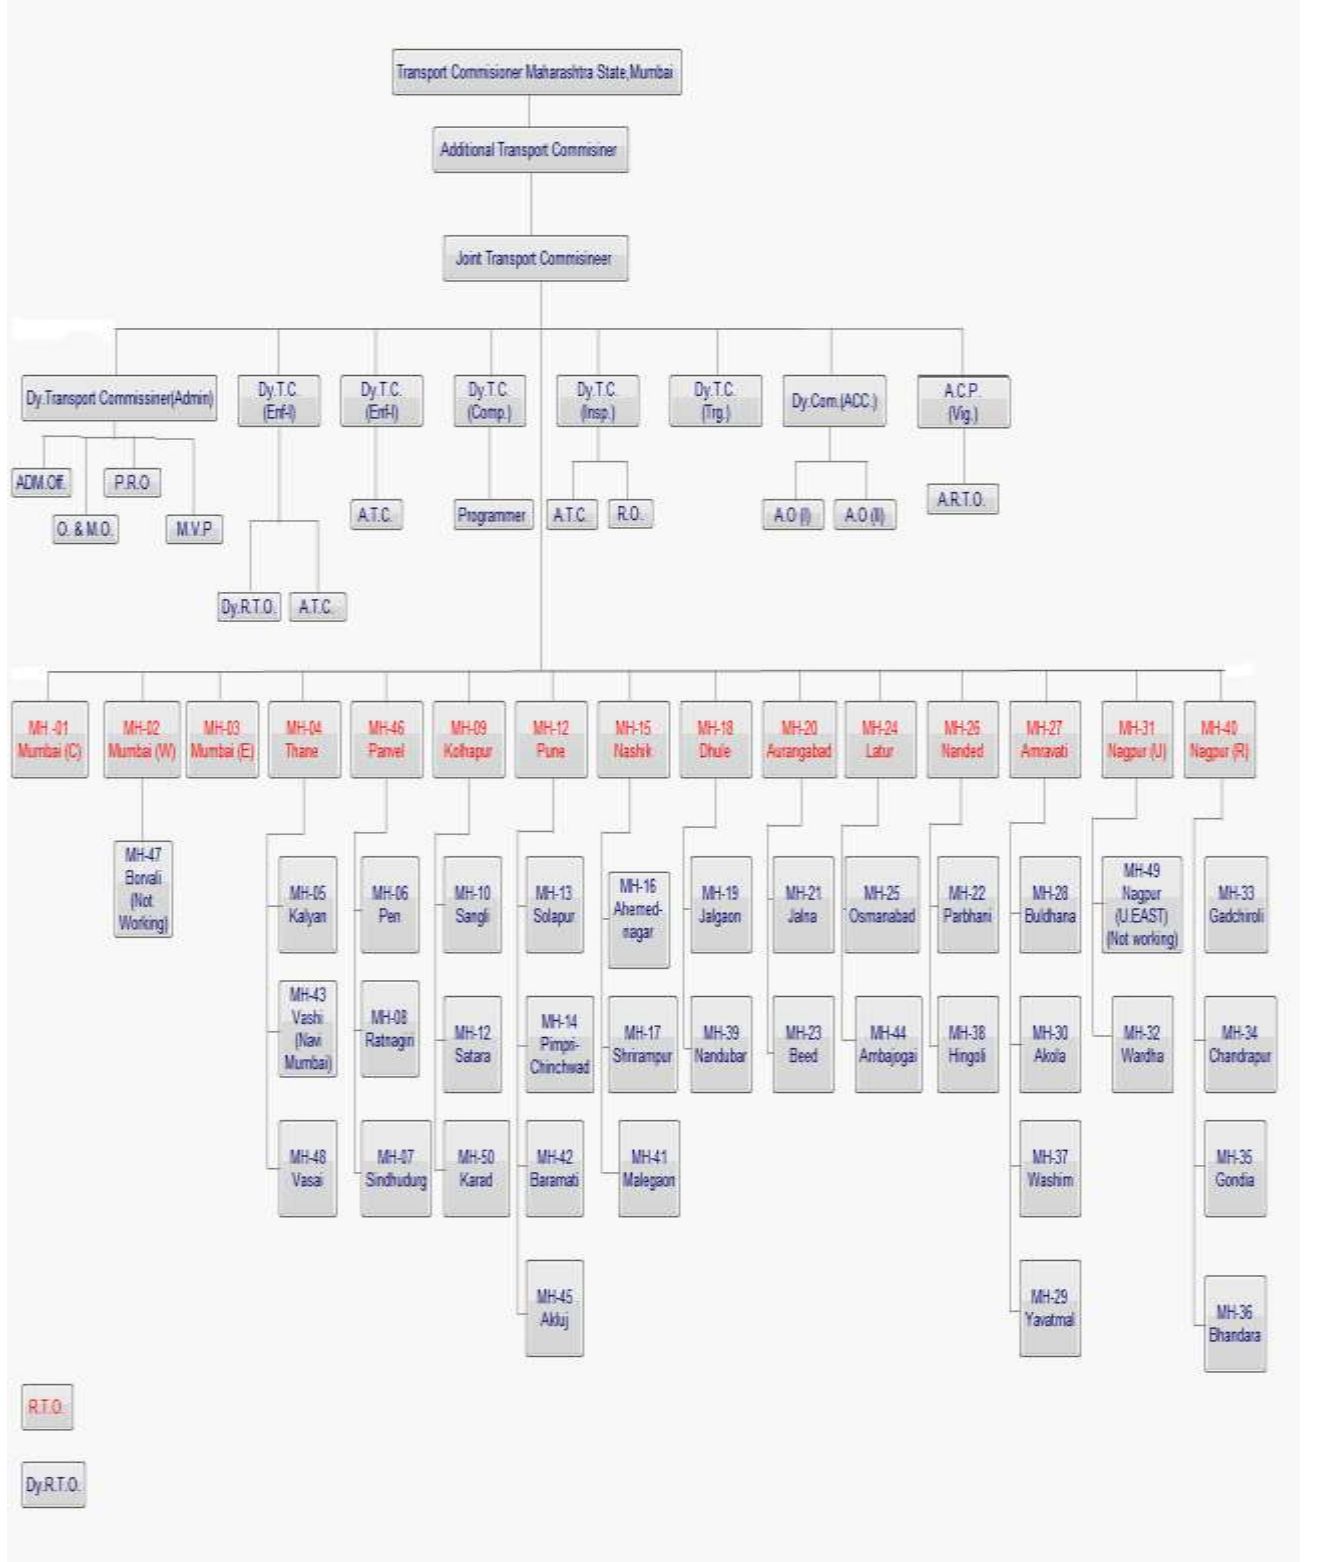 Transport Commisioner Maharashtra State,Mumbai
Additional Transport Commisiner
Joint Transport Commisineer
Dy.Transport Commissiner(Admin)
Dy.T.C.
(Enf-I)
Dy.T.C.
(Enf-I)
Dy.T.C.
(Comp.)
Dy.T.C.
(Insp.)
Dy.T.C.
(Trg.)
Dy.Com.(ACC.)
A.C.P.
(Vig.)
ADM.Off.
P.R.O
O. & M.O.
M.V.P
A.T.C.
Programmer
A.T.C.
R.O.
A.O (I)
A.O (II)
A.R.T.O.
Dy.R.T.O.
A.T.C.
MH -01
Mumbai (C)
MH-02
Mumbai (W)
MH-03
Mumbai (E)
MH-04
Thane
MH-46
Panvel
MH-09
Kolhapur
MH-12
Pune
MH-15
Nashik
MH-18
Dhule
MH-20
Aurangabad
MH-24
Latur
MH-26
Nanded
MH-27
Amravati
MH-31
Nagpur (U)
MH-40
Nagpur (R)
MH-47
Borvali
(Not
Working)
MH-05
Kalyan
MH-06
Pen
MH-10
Sangli
MH-13
Solapur
MH-16
Ahemed-
nagar
MH-19
Jalgaon
MH-21
Jalna
MH-25
Osmanabad
MH-22
Parbhani
MH-28
Buldhana
MH-49
Nagpur
(U.EAST)
(Not working)
MH-33
Gadchiroli
MH-43
Vashi
(Navi
Mumbai)
MH-08
Ratnagiri
MH-12
Satara
MH-14
Pimpri-
Chinchwad
MH-17
Shrirampur
MH-39
Nandubar
MH-23
Beed
MH-44
Ambajogai
MH-38
Hingoli
MH-30
Akola
MH-32
Wardha
MH-34
Chandrapur
MH-48
Vasai
MH-07
Sindhudurg
MH-50
Karad
MH-42
Baramati
MH-41
Malegaon
MH-37
Washim
MH-35
Gondia
MH-45
Akluj
MH-29
Yavatmal
MH-36
Bhandara
R.T.O.
Dy.R.T.O.